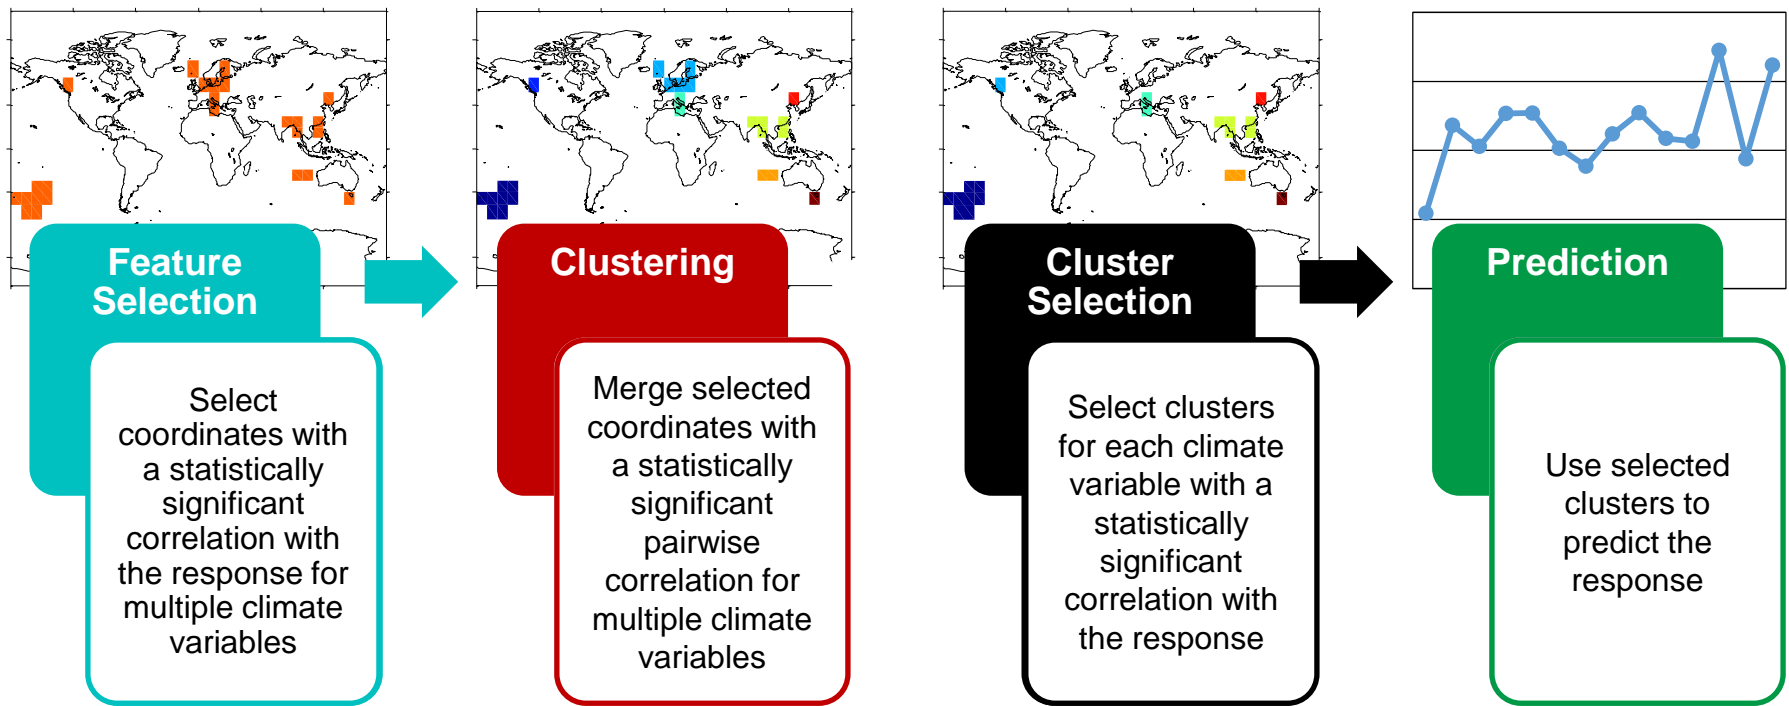 Feature
Selection
Select
coordinates with
a statistically
significant
correlation with
the response for
multiple climate
variables
Clustering
Merge selected
coordinates with
a statistically
significant
pairwise
correlation for
multiple climate
variables
Cluster
Selection
Select clusters
for each climate
variable with a
statistically
significant
correlation with
the response
Prediction
Use selected
clusters to
predict the
response